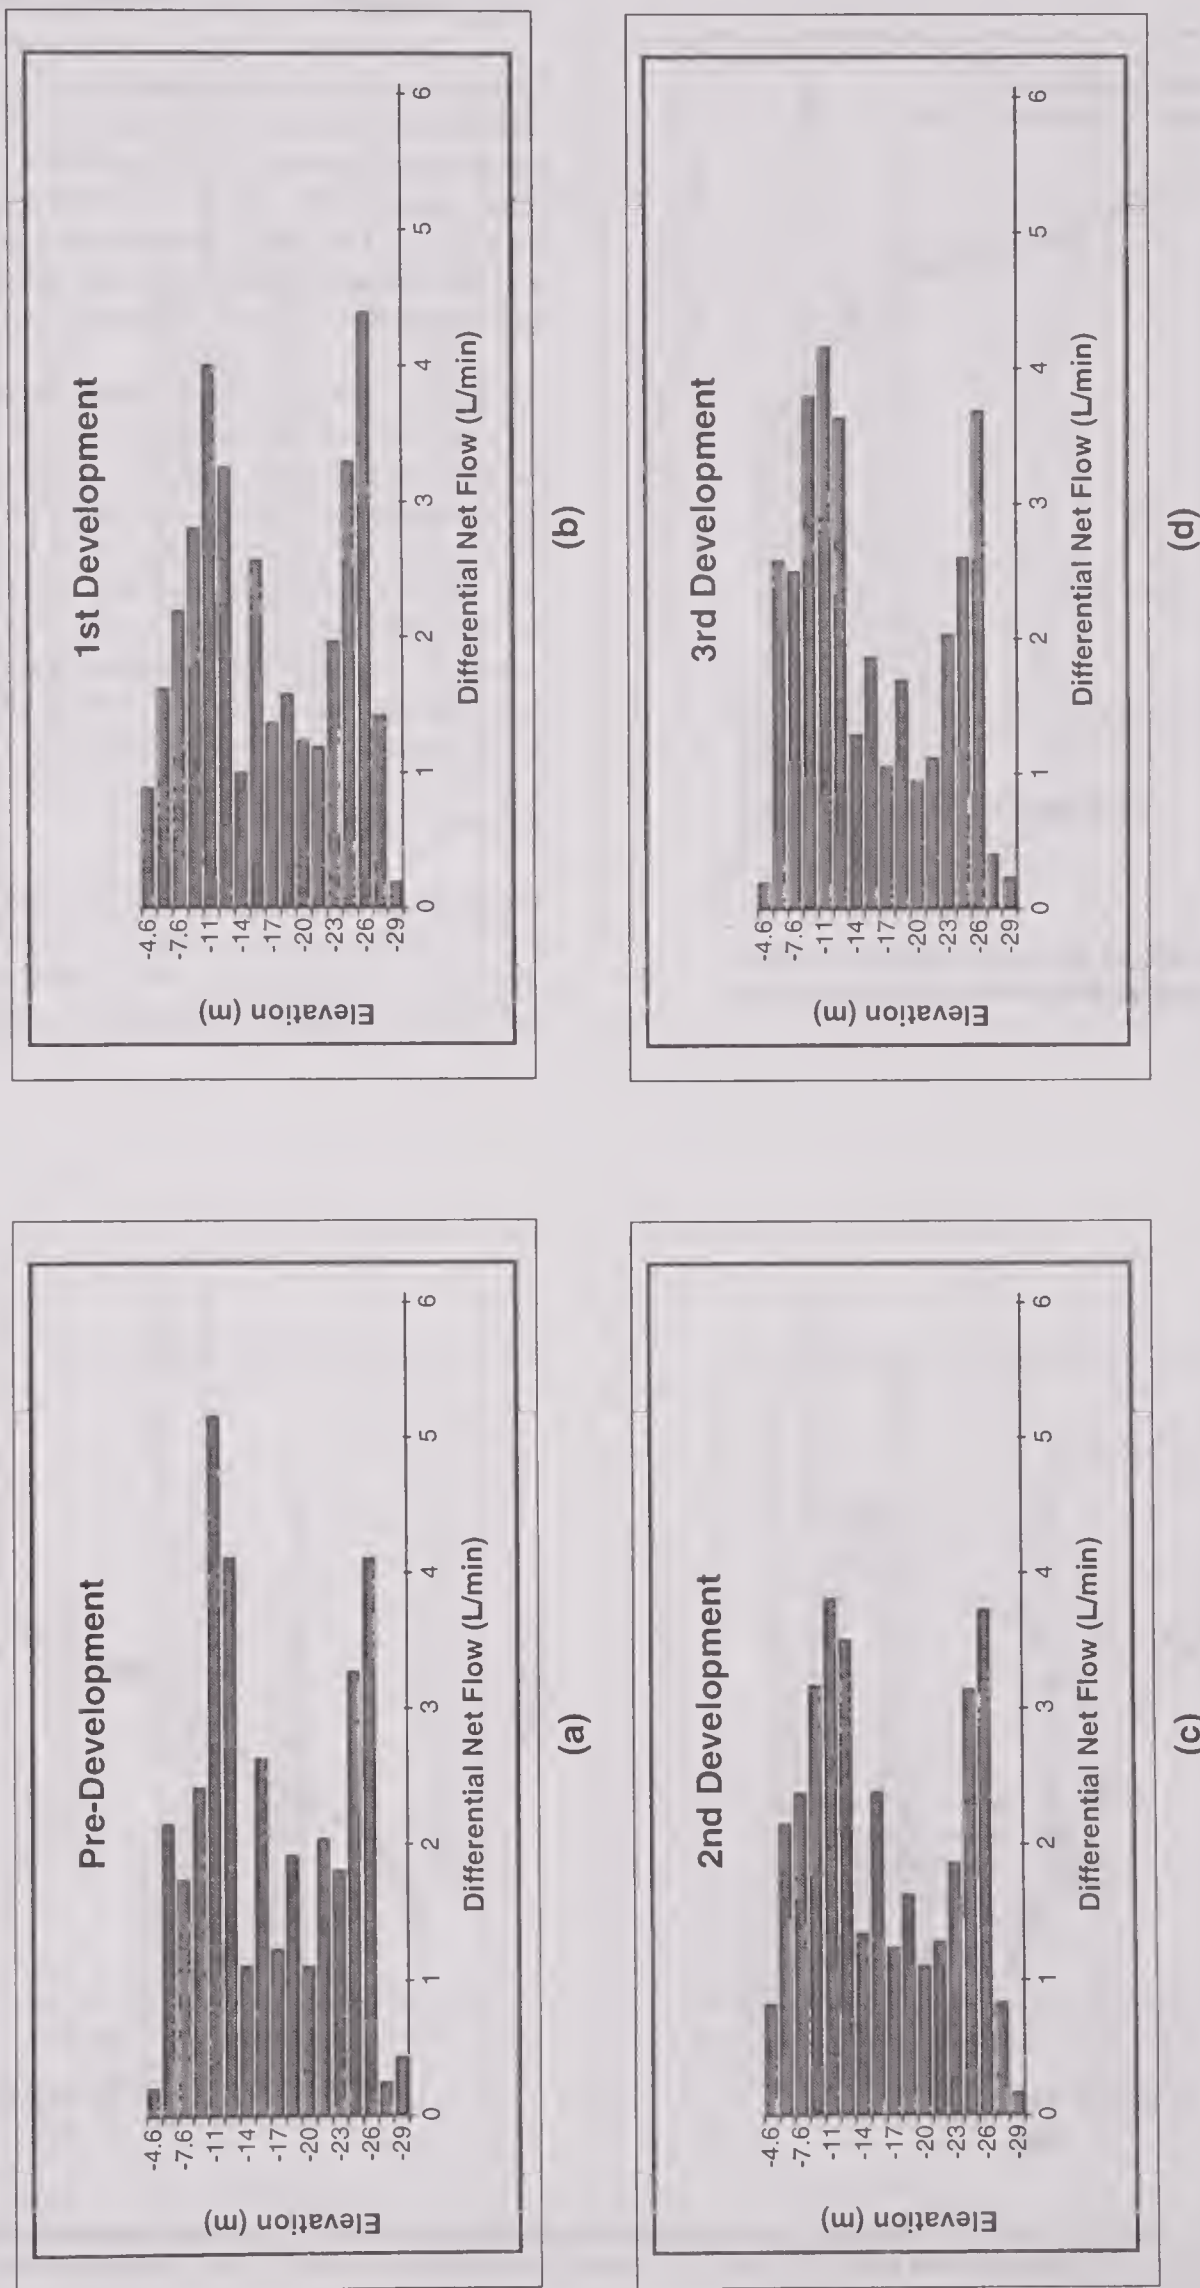 Pre-Development
Elevation (m)
-4.6
-7.6
-11
-14
-17
-20
-23
-26
-29
0 1 2 3 4 5 6
Differential Net Flow (L/min)
(a)
1st Development
Elevation (m)
-4.6
-7.6
-11
-14
-17
-20
-23
-26
-29
0 1 2 3 4 5 6
Differential Net Flow (L/min)
(b)
2nd Development
Elevation (m)
-4.6
-7.6
-11
-14
-17
-20
-23
-26
-29
0 1 2 3 4 5 6
Differential Net Flow (L/min)
(c)
3rd Development
Elevation (m)
-4.6
-7.6
-11
-14
-17
-20
-23
-26
-29
0 1 2 3 4 5 6
Differential Net Flow (L/min)
(d)